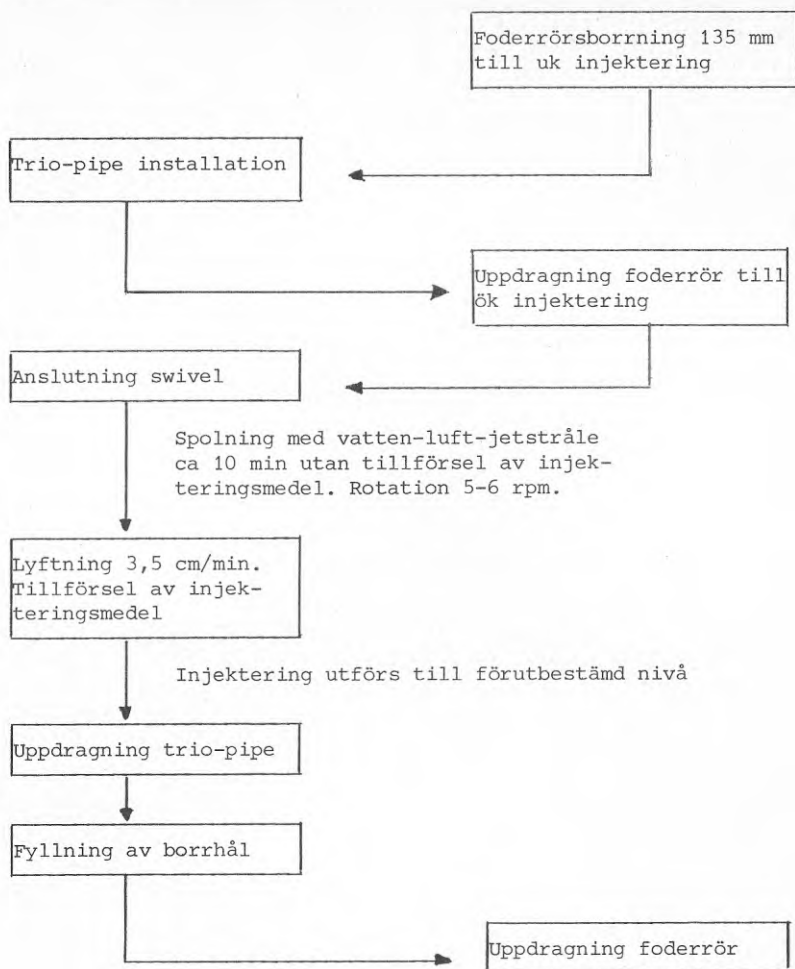 Foderrörsborrning 135 mm
till uk injektering
Trio-pipe installation
Uppdragning foderrör till
ök injektering
Anslutning swivel
Spolning med vatten-luft-jetstråle
ca 10 min utan tillförsel av injek-
teringsmedel. Rotation 5-6 rpm.
Lyftning 3,5 cm/min.
Tillförsel av injek-
teringsmedel
Injektering utförs till förutbestämd nivå
Uppdragning trio-pipe
Fyllning av borrhål
Uppdragning foderrör